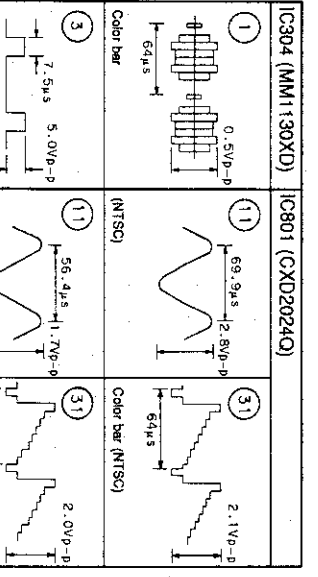 IC304 (MM1130XD)
IC801 (CXD2024Q)
1
0.5Vp-p
64µs
Color bar
11
69.9µs
2.8Vp-p
(NTSC)
31
2.1Vp-p
64µs
Color bar (NTSC)
3
7.5µs
5.0Vp-p
11
56.4µs
1.7Vp-p
31
2.0Vp-p